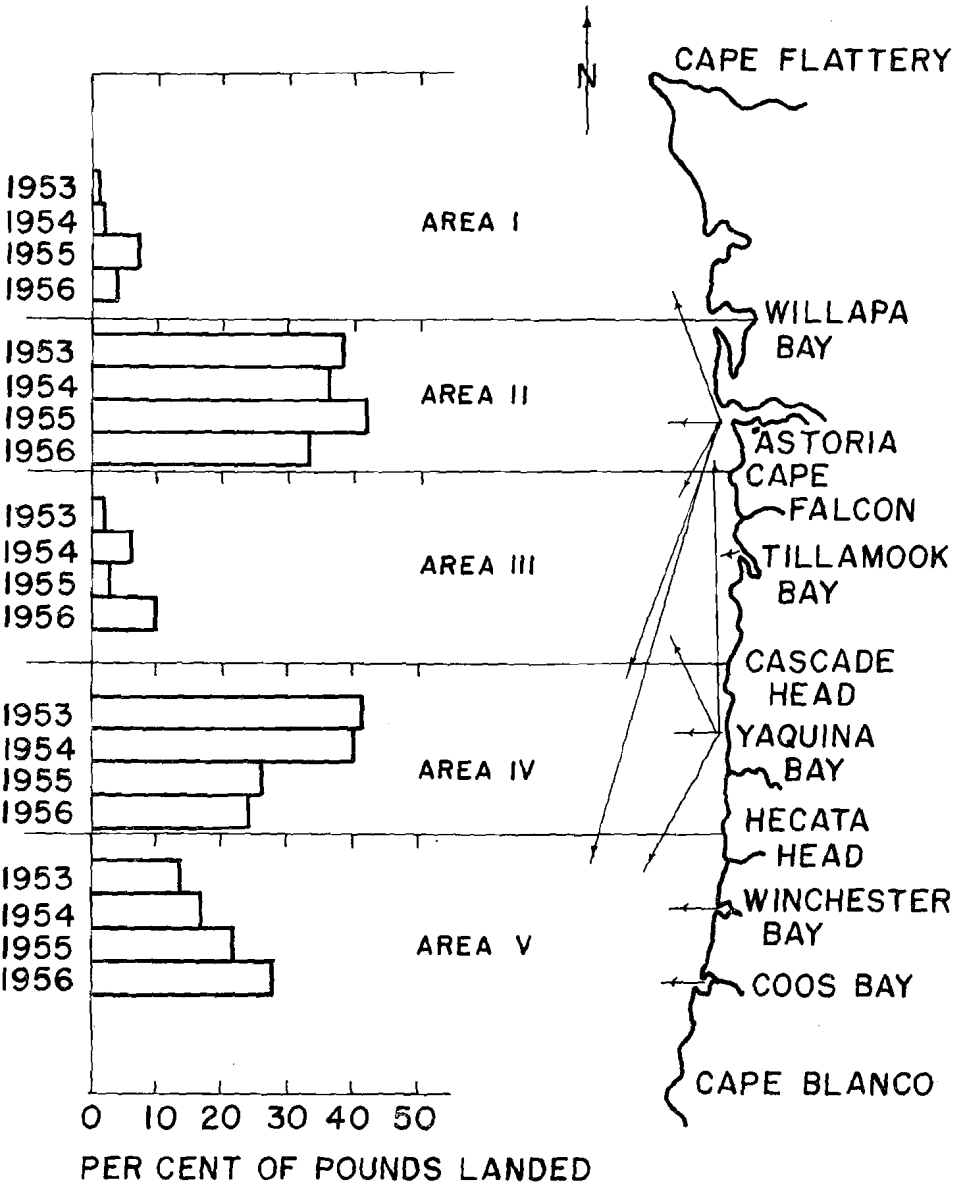 N
CAPE FLATTERY
1953
1954
1955
1956
AREA I
WILLAPA
BAY
1953
1954
1955
1956
AREA II
ASTORIA
CAPE
FALCON
1953
1954
1955
1956
AREA III
TILLAMOOK
BAY
CASCADE
HEAD
1953
1954
1955
1956
AREA IV
YAQUINA
BAY
HECATA
HEAD
1953
1954
1955
1956
AREA V
WINCHESTER
BAY
COOS BAY
CAPE BLANCO
0 10 20 30 40 50
PER CENT OF POUNDS LANDED